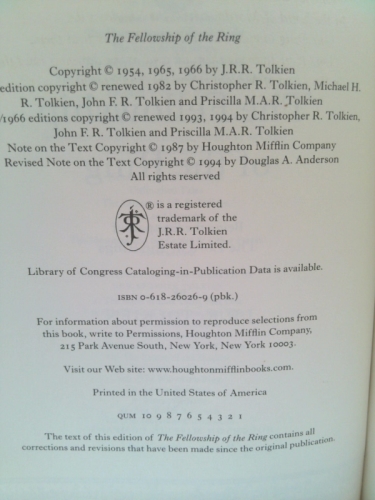 The Fellowship of the Ring
Copyright © 1954, 1965, 1966 by J.R.R. Tolkien
edition copyright © renewed 1982 by Christopher R. Tolkien, Michael H.
R. Tolkien, John F. R. Tolkien and Priscilla M.A.R. Tolkien
/1966 editions copyright © renewed 1993, 1994 by Christopher R. Tolkien,
John F. R. Tolkien and Priscilla M.A.R. Tolkien
Note on the Text Copyright © 1987 by Houghton Mifflin Company
Revised Note on the Text Copyright © 1994 by Douglas A. Anderson
All rights reserved
® is a registered
trademark of the
J.R.R. Tolkien
Estate Limited.
Library of Congress Cataloging-in-Publication Data is available.
ISBN 0-618-26026-9 (pbk.)
For information about permission to reproduce selections from
this book, write to Permissions, Houghton Mifflin Company,
215 Park Avenue South, New York, New York 10003.
Visit our Web site: www.houghtonmifflinbooks.com.
Printed in the United States of America
QUM 10 9 8 7 6 5 4 3 2 1
The text of this edition of The Fellowship of the Ring contains all
corrections and revisions that have been made since the original publication.